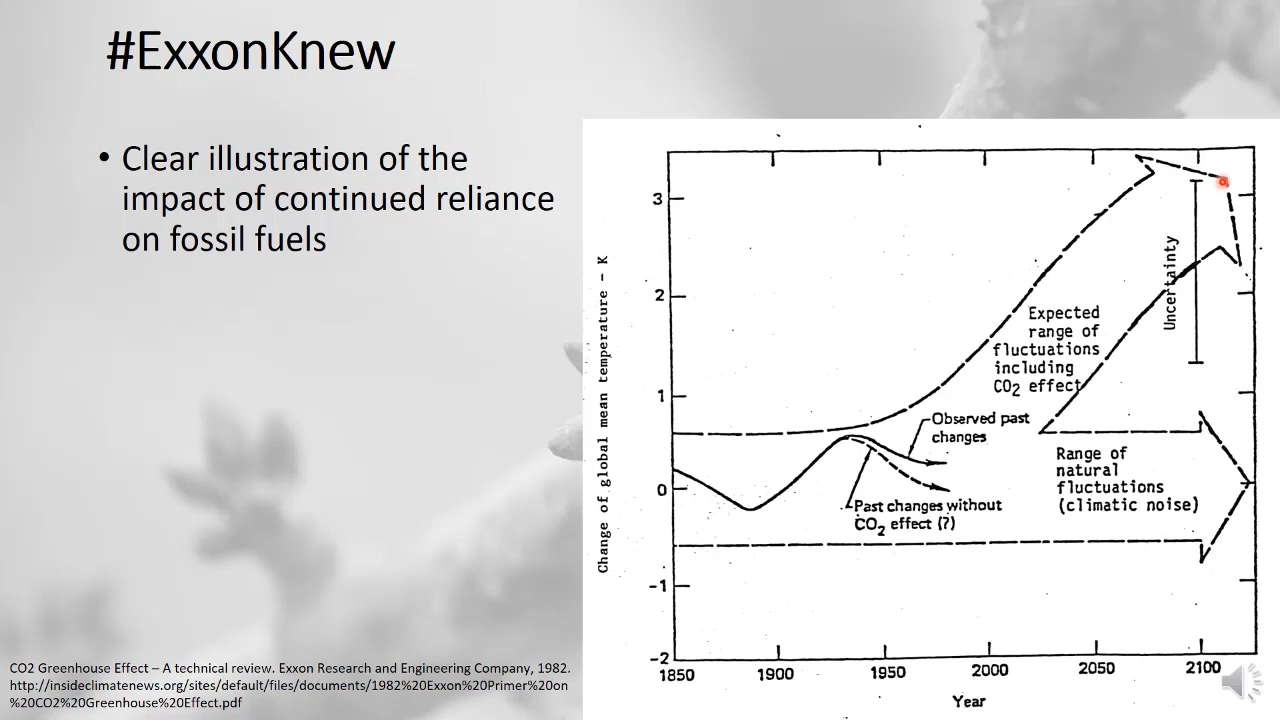 #ExxonKnew
• Clear illustration of the
impact of continued reliance
on fossil fuels
CO2 Greenhouse Effect – A technical review. Exxon Research and Engineering Company, 1982.
http://insideclimatenews.org/sites/default/files/documents/1982%20Exxon%20Primer%20on
%20CO2%20Greenhouse%20Effect.pdf
Change of global mean temperature - K
3
2
1
0
-1
-2
Uncertainty
Expected
range of
fluctuations
including
CO2 effect
Observed past
changes
Range of
natural
fluctuations
(climatic noise)
Past changes without
CO2 effect (?)
1850
1900
1950
2000
2050
2100
Year